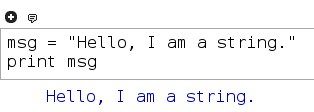 msg = "Hello, I am a string."
print msg
Hello, I am a string.